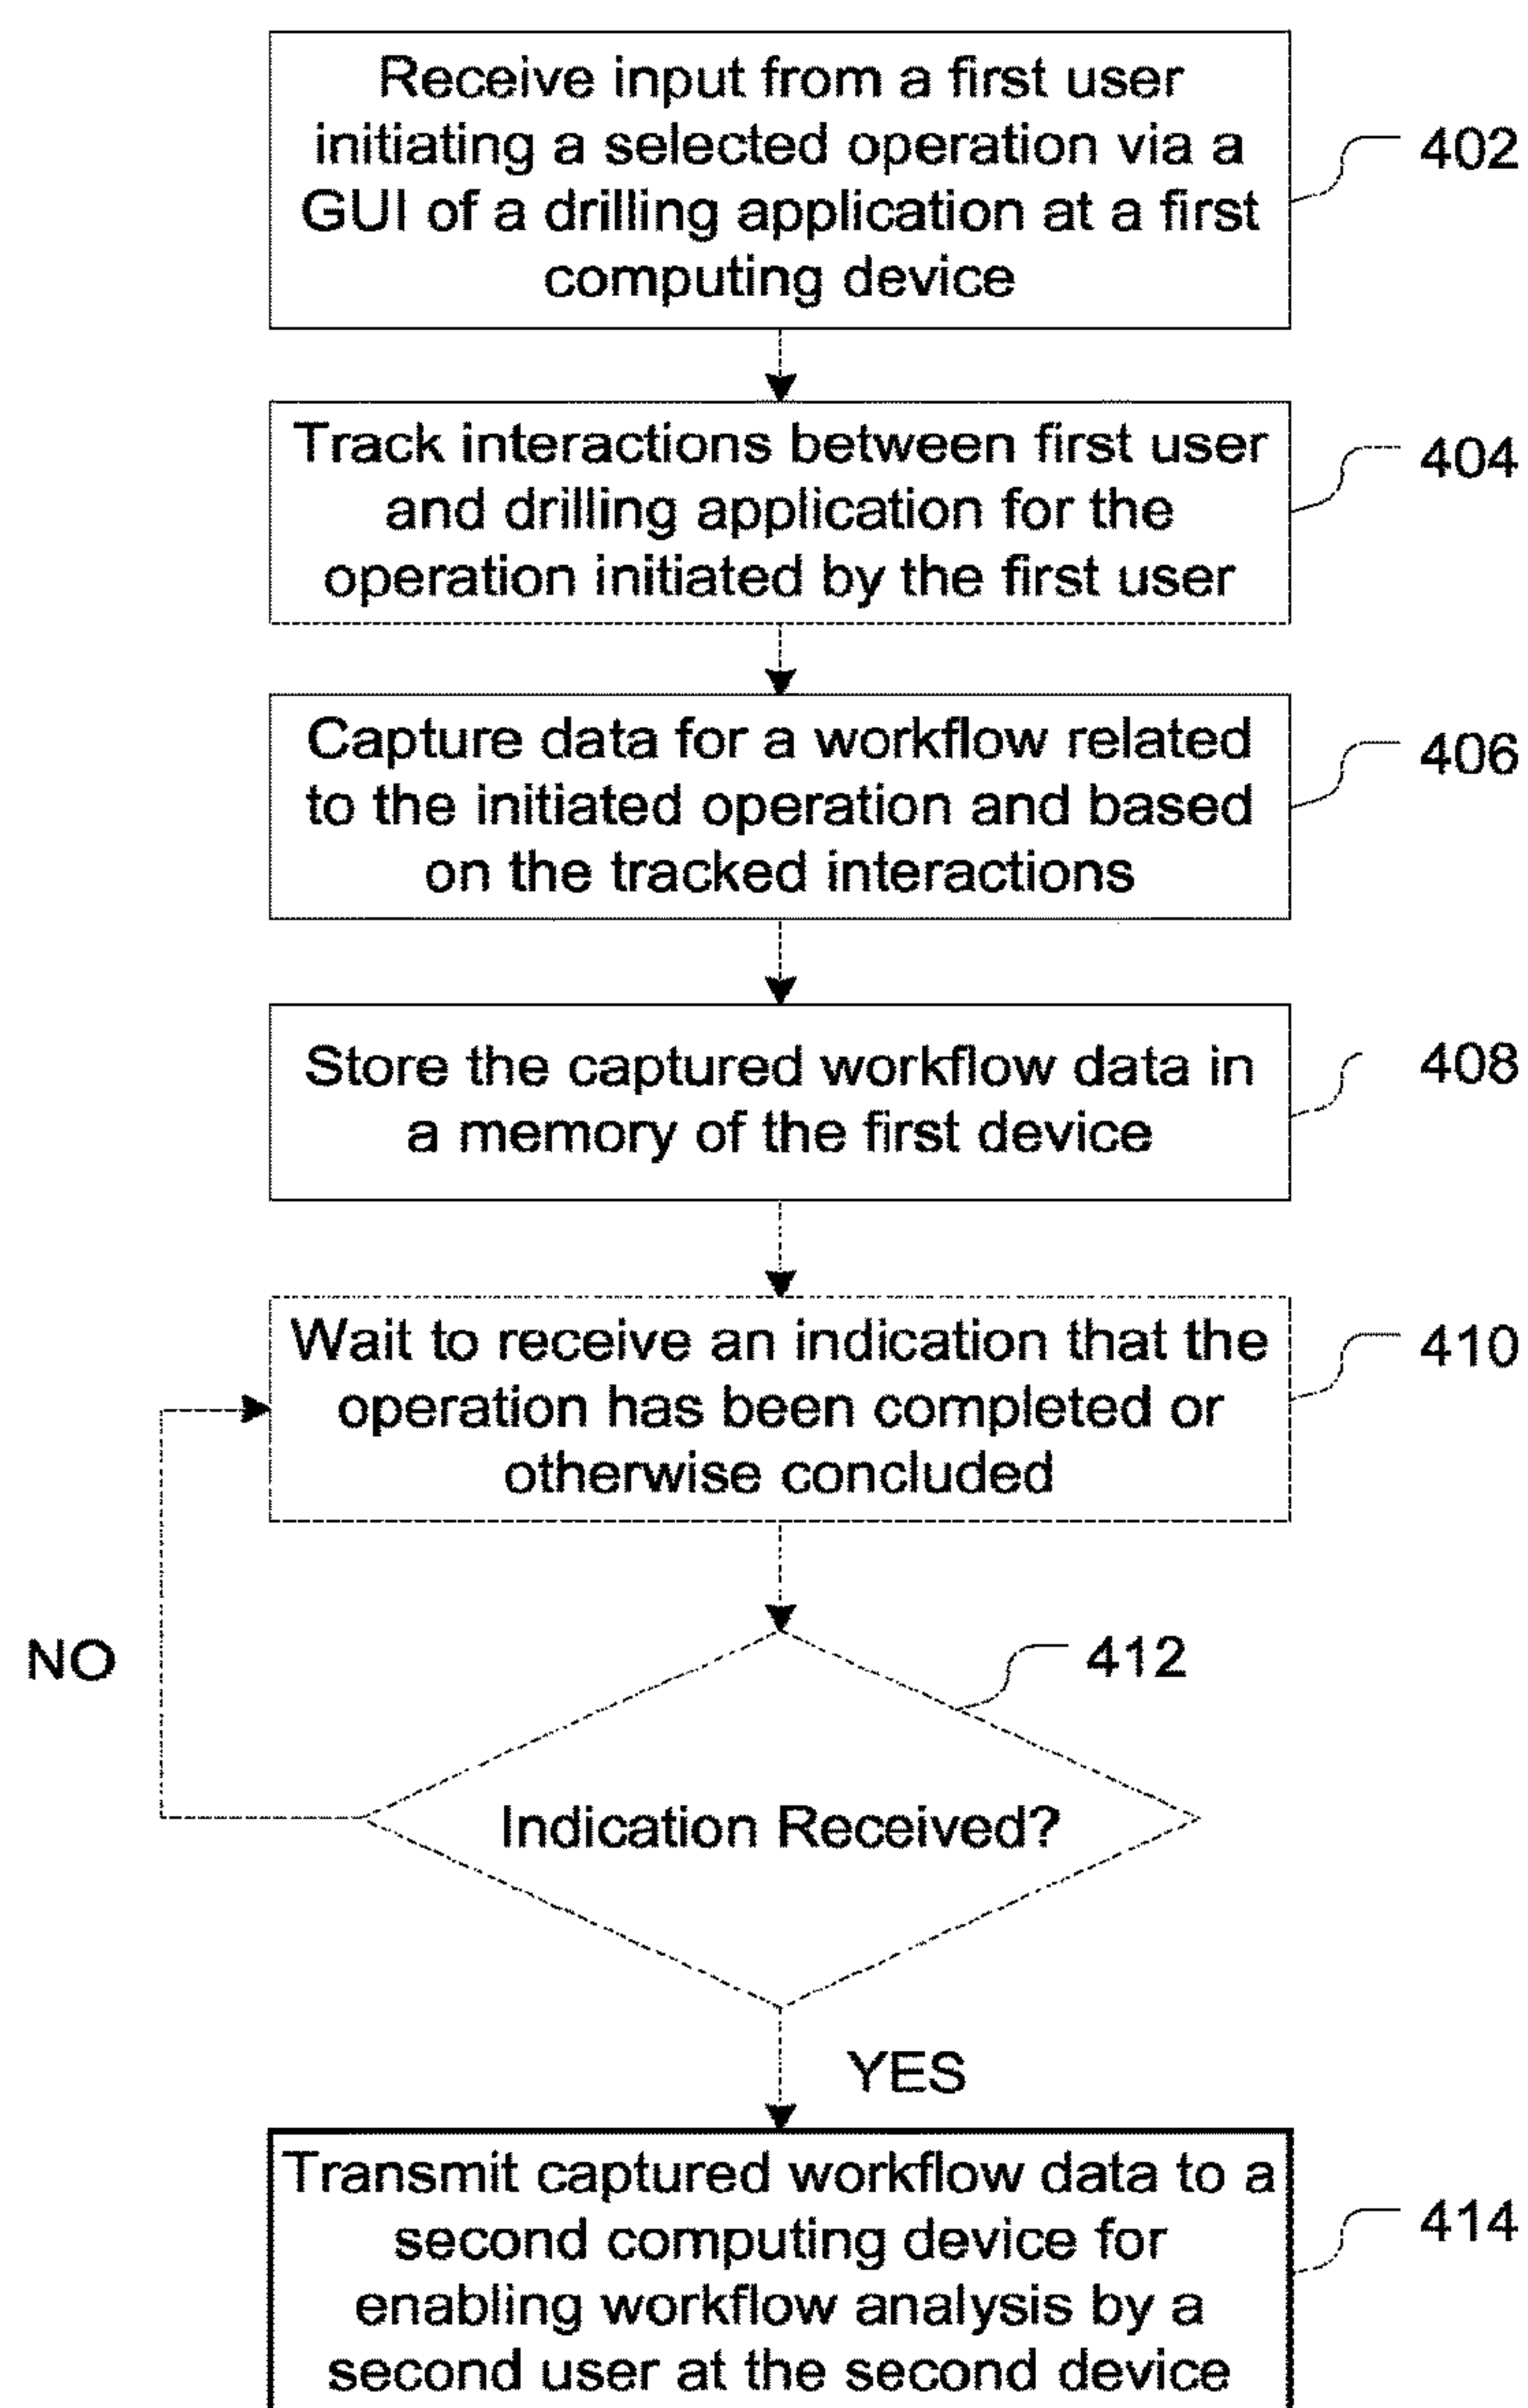 Receive input from a first user
initiating a selected operation via a
GUI of a drilling application at a first
computing device
402
Track interactions between first user
and drilling application for the
operation initiated by the first user
404
Capture data for a workflow related
to the initiated operation and based
on the tracked interactions
406
Store the captured workflow data in
a memory of the first device
408
Wait to receive an indication that the
operation has been completed or
otherwise concluded
410
NO
412
Indication Received?
YES
Transmit captured workflow data to a
second computing device for
enabling workflow analysis by a
second user at the second device
414